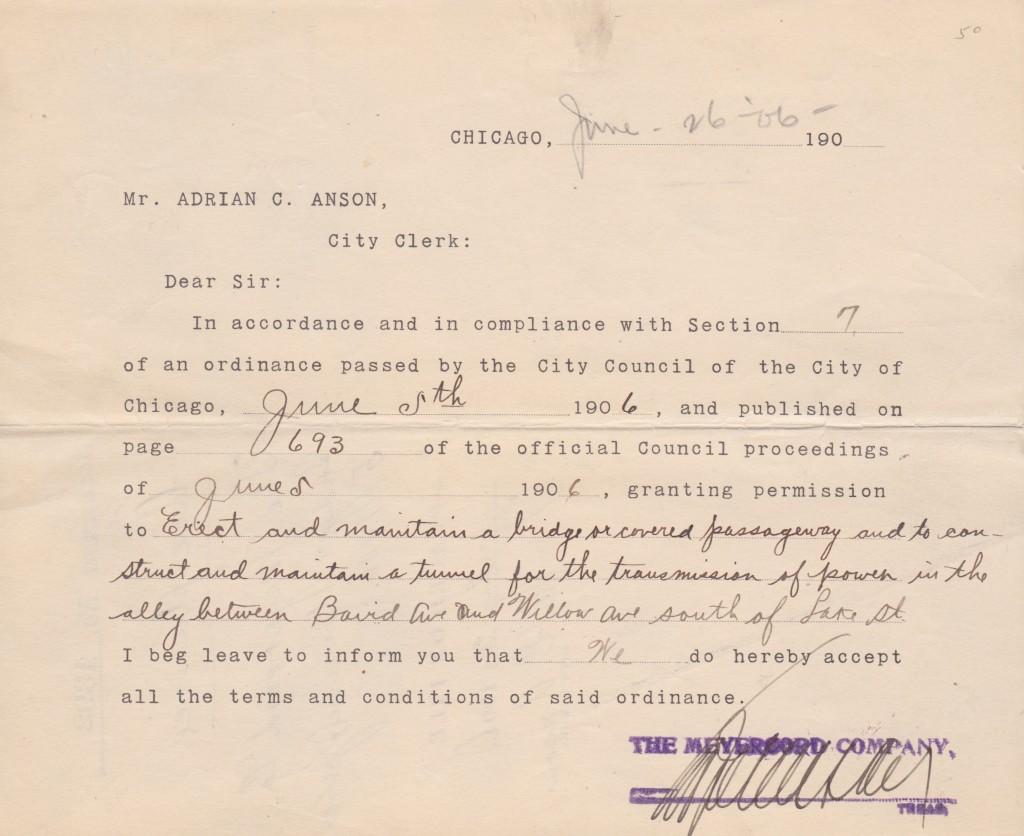 50
CHICAGO, June - 26 - '06 - 190
Mr. ADRIAN C. ANSON,
City Clerk:
Dear Sir:
In accordance and in compliance with Section 7
of an ordinance passed by the City Council of the City of
Chicago, June 5th 1906, and published on
page 693 of the official Council proceedings
of June 5 1906, granting permission
to Erect and maintain a bridge or covered passageway and to con-
struct and maintain a tunnel for the transmission of power in the
alley between Ave and Willow Ave south of Lake St
I beg leave to inform you that We do hereby accept
all the terms and conditions of said ordinance.
THE MEYERCORD COMPANY,
TREAS.